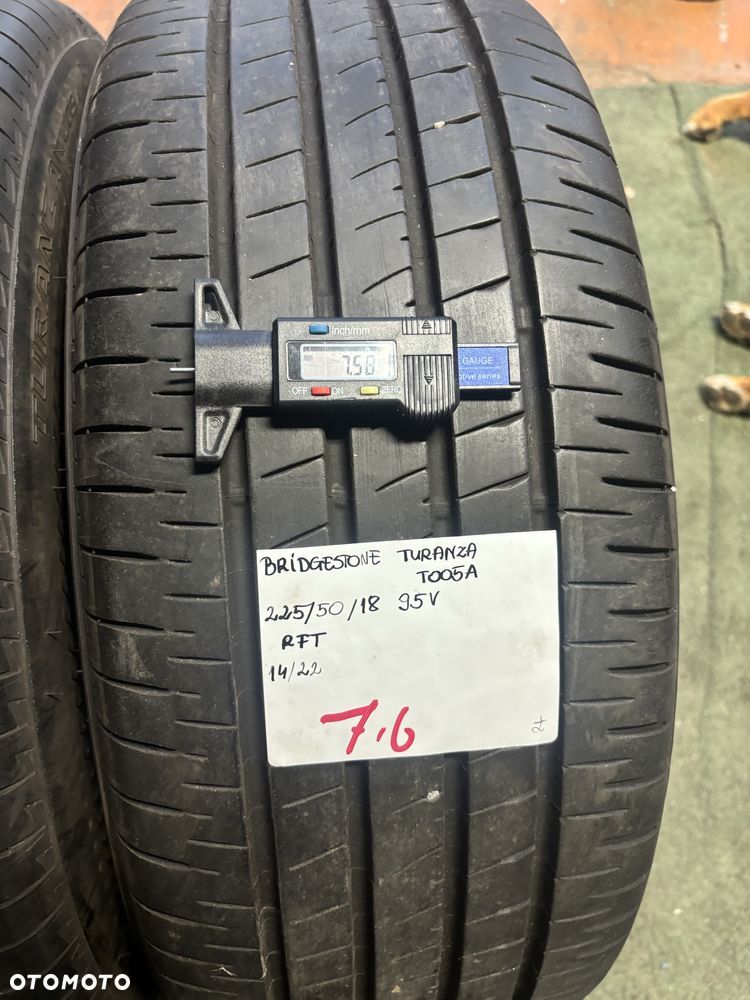 TURANZA
inch/mm
7.58
OFF
ON
ZERO
GAUGE
BRIDGESTONE TURANZA
T005A
225/50/18 95V
RFT
14/22
7,6
OTOMOTO